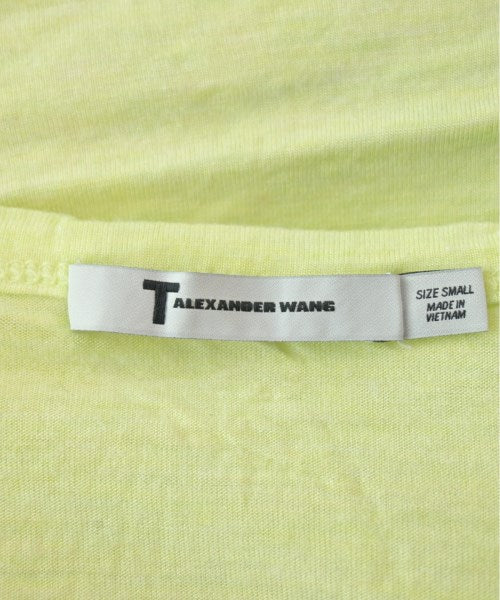 T ALEXANDER WANG
SIZE SMALL
MADE IN
VIETNAM